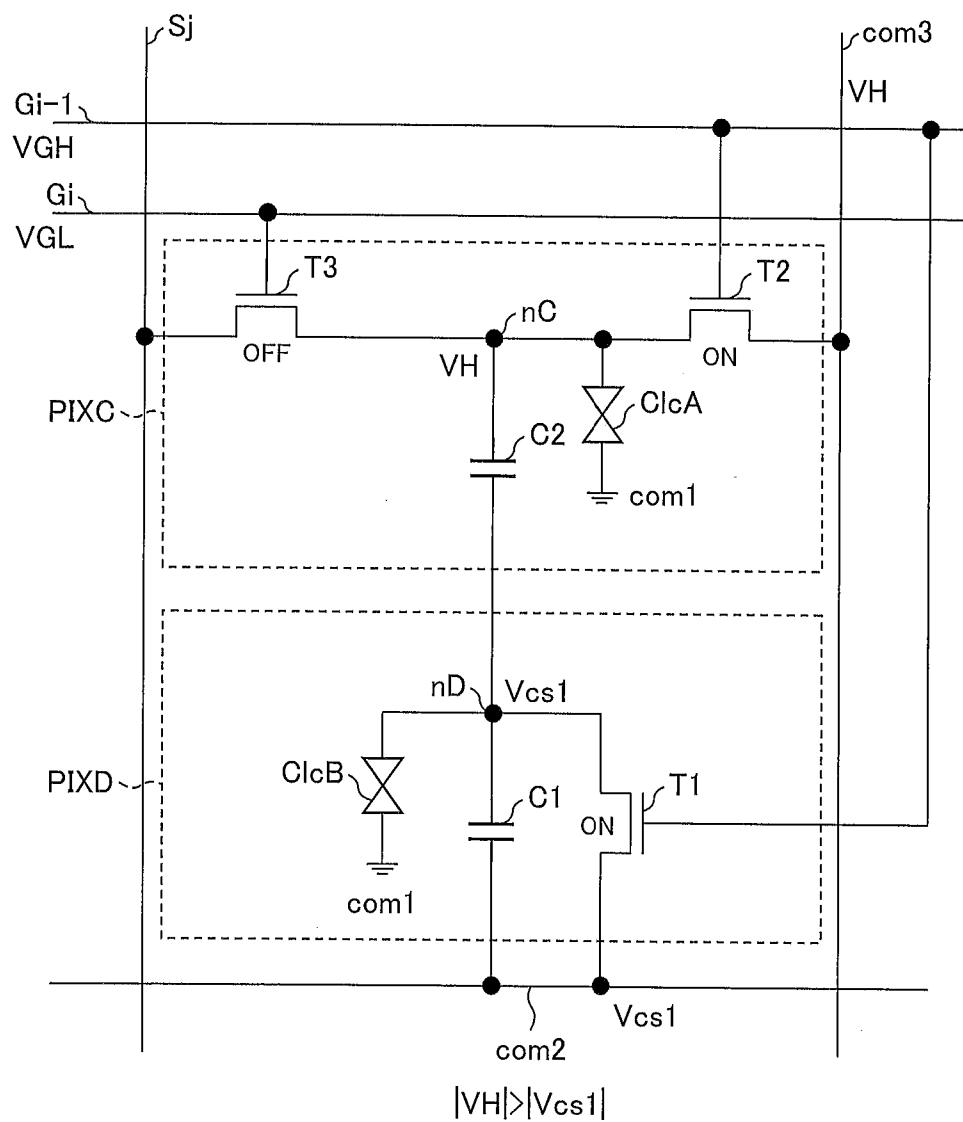 Sj
com3
VH
Gi-1
VGH
Gi
VGL
T3
T2
nC
OFF
VH
ON
PIXC
ClcA
C2
com1
nD
Vcs1
PIXD
ClcB
C1
T1
ON
com1
Vcs1
com2
|VH|>|Vcs1|